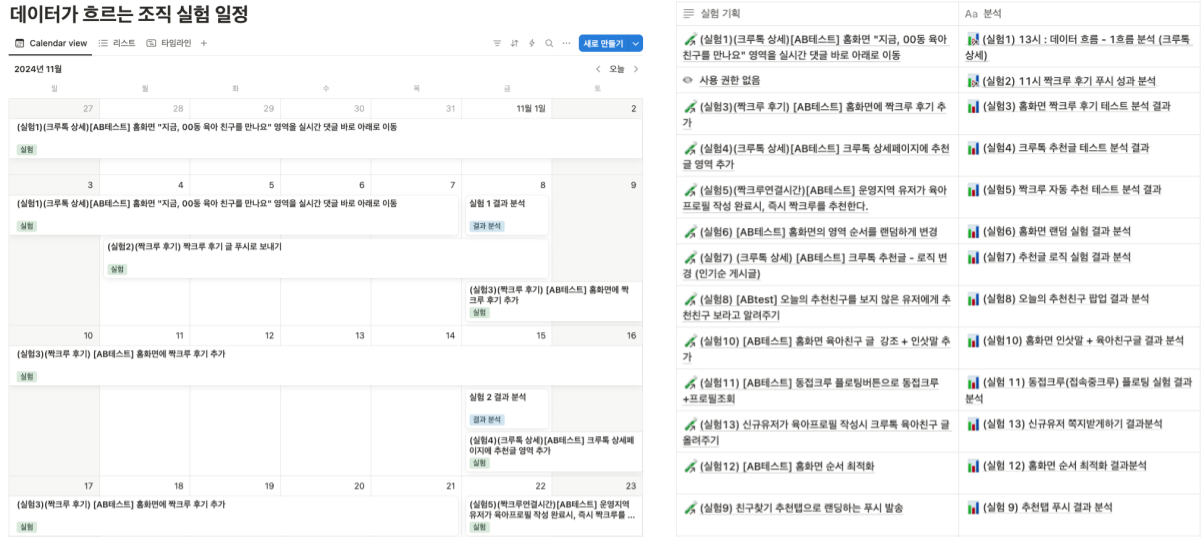 데이터가 흐르는 조직 실험 일정
Calendar view 리스트 타임라인 +
새로 만들기
2024년 11월
오늘
일 월 화 수 목 금 토
27 28 29 30 31 11월 1일 2
(실험1)(크루톡 상세)[AB테스트] 홈화면 "지금, 00동 육아 친구를 만나요" 영역을 실시간 댓글 바로 아래로 이동
실험
3 4 5 6 7 8 9
(실험1)(크루톡 상세)[AB테스트] 홈화면 "지금, 00동 육아 친구를 만나요" 영역을 실시간 댓글 바로 아래로 이동
실험
실험 1 결과 분석
결과 분석
(실험2)(짝크루 후기) 짝크루 후기 글 푸시로 보내기
실험
(실험3)(짝크루 후기) [AB테스트] 홈화면에 짝
크루 후기 추가
실험
10 11 12 13 14 15 16
(실험3)(짝크루 후기) [AB테스트] 홈화면에 짝크루 후기 추가
실험
실험 2 결과 분석
결과 분석
(실험4)(크루톡 상세)[AB테스트] 크루톡 상세페
이지에 추천글 영역 추가
실험
17 18 19 20 21 22 23
(실험3)(짝크루 후기) [AB테스트] 홈화면에 짝크루 후기 추가
실험
(실험5)(짝크루연결시간)[AB테스트] 운영지역
유저가 육아프로필 작성 완료시, 즉시 짝크루를 ...
실험
실험 기획
Aa 분석
(실험1)(크루톡 상세)[AB테스트] 홈화면 "지금, 00동 육아
친구를 만나요" 영역을 실시간 댓글 바로 아래로 이동
(실험1) 13시 : 데이터 흐름 - 1흐름 분석 (크루톡
상세)
사용 권한 없음
(실험2) 11시 짝크루 후기 푸시 성과 분석
(실험3)(짝크루 후기) [AB테스트] 홈화면에 짝크루 후기 추
가
(실험3) 홈화면 짝크루 후기 테스트 분석 결과
(실험4)(크루톡 상세)[AB테스트] 크루톡 상세페이지에 추천
글 영역 추가
(실험4) 크루톡 추천글 테스트 분석 결과
(실험5)(짝크루연결시간)[AB테스트] 운영지역 유저가 육아
프로필 작성 완료시, 즉시 짝크루를 추천한다.
(실험5) 짝크루 자동 추천 테스트 분석 결과
(실험6) [AB테스트] 홈화면의 영역 순서를 랜덤하게 변경
(실험6) 홈화면 랜덤 실험 결과 분석
(실험7) (크루톡 상세) [AB테스트] 크루톡 추천글 - 로직 변
경 (인기순 게시글)
(실험7) 추천글 로직 실험 결과 분석
(실험8) [ABtest] 오늘의 추천친구를 보지 않은 유저에게 추
천친구 보라고 알려주기
(실험8) 오늘의 추천친구 팝업 결과 분석
(실험10) [AB테스트] 홈화면 육아친구 글 강조 + 인삿말 추
가
(실험10) 홈화면 인삿말 + 육아친구글 결과 분석
(실험11) [AB테스트] 동접크루 플로팅버튼으로 동접크루
+프로필조회
(실험 11) 동접크루(접속중크루) 플로팅 실험 결과
분석
(실험13) 신규유저가 육아프로필 작성시 크루톡 육아친구 글
올려주기
(실험 13) 신규유저 쪽지받게하기 결과분석
(실험12) [AB테스트] 홈화면 순서 최적화
(실험 12) 홈화면 순서 최적화 결과분석
(실험9) 친구찾기 추천탭으로 랜딩하는 푸시 발송
(실험 9) 추천탭 푸시 결과 분석